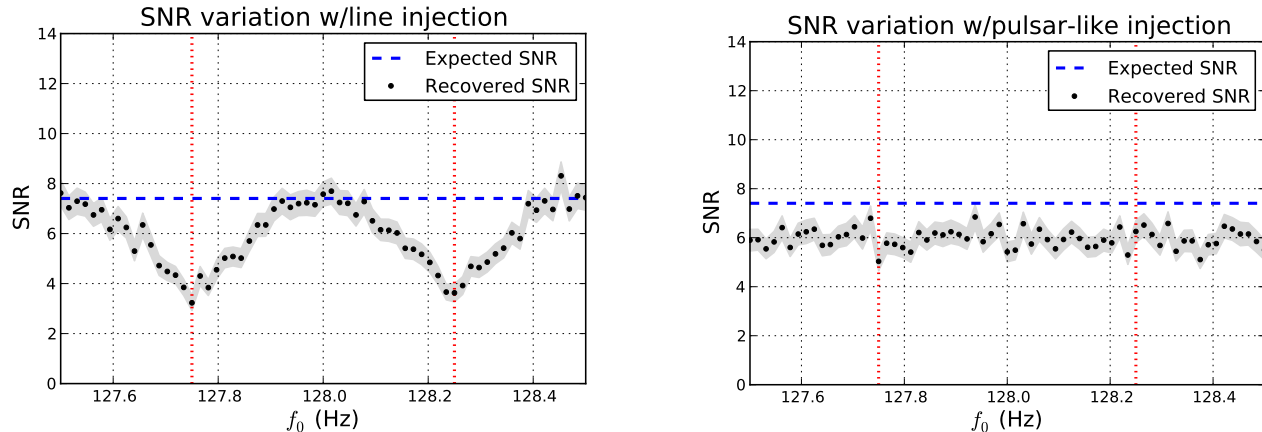 SNR variation w/line injection
14
12
10
8
6
4
2
0
SNR
Expected SNR
Recovered SNR
127.6
127.8
128.0
128.2
128.4
f0 (Hz)
SNR variation w/pulsar-like injection
14
12
10
8
6
4
2
0
SNR
Expected SNR
Recovered SNR
127.6
127.8
128.0
128.2
128.4
f0 (Hz)